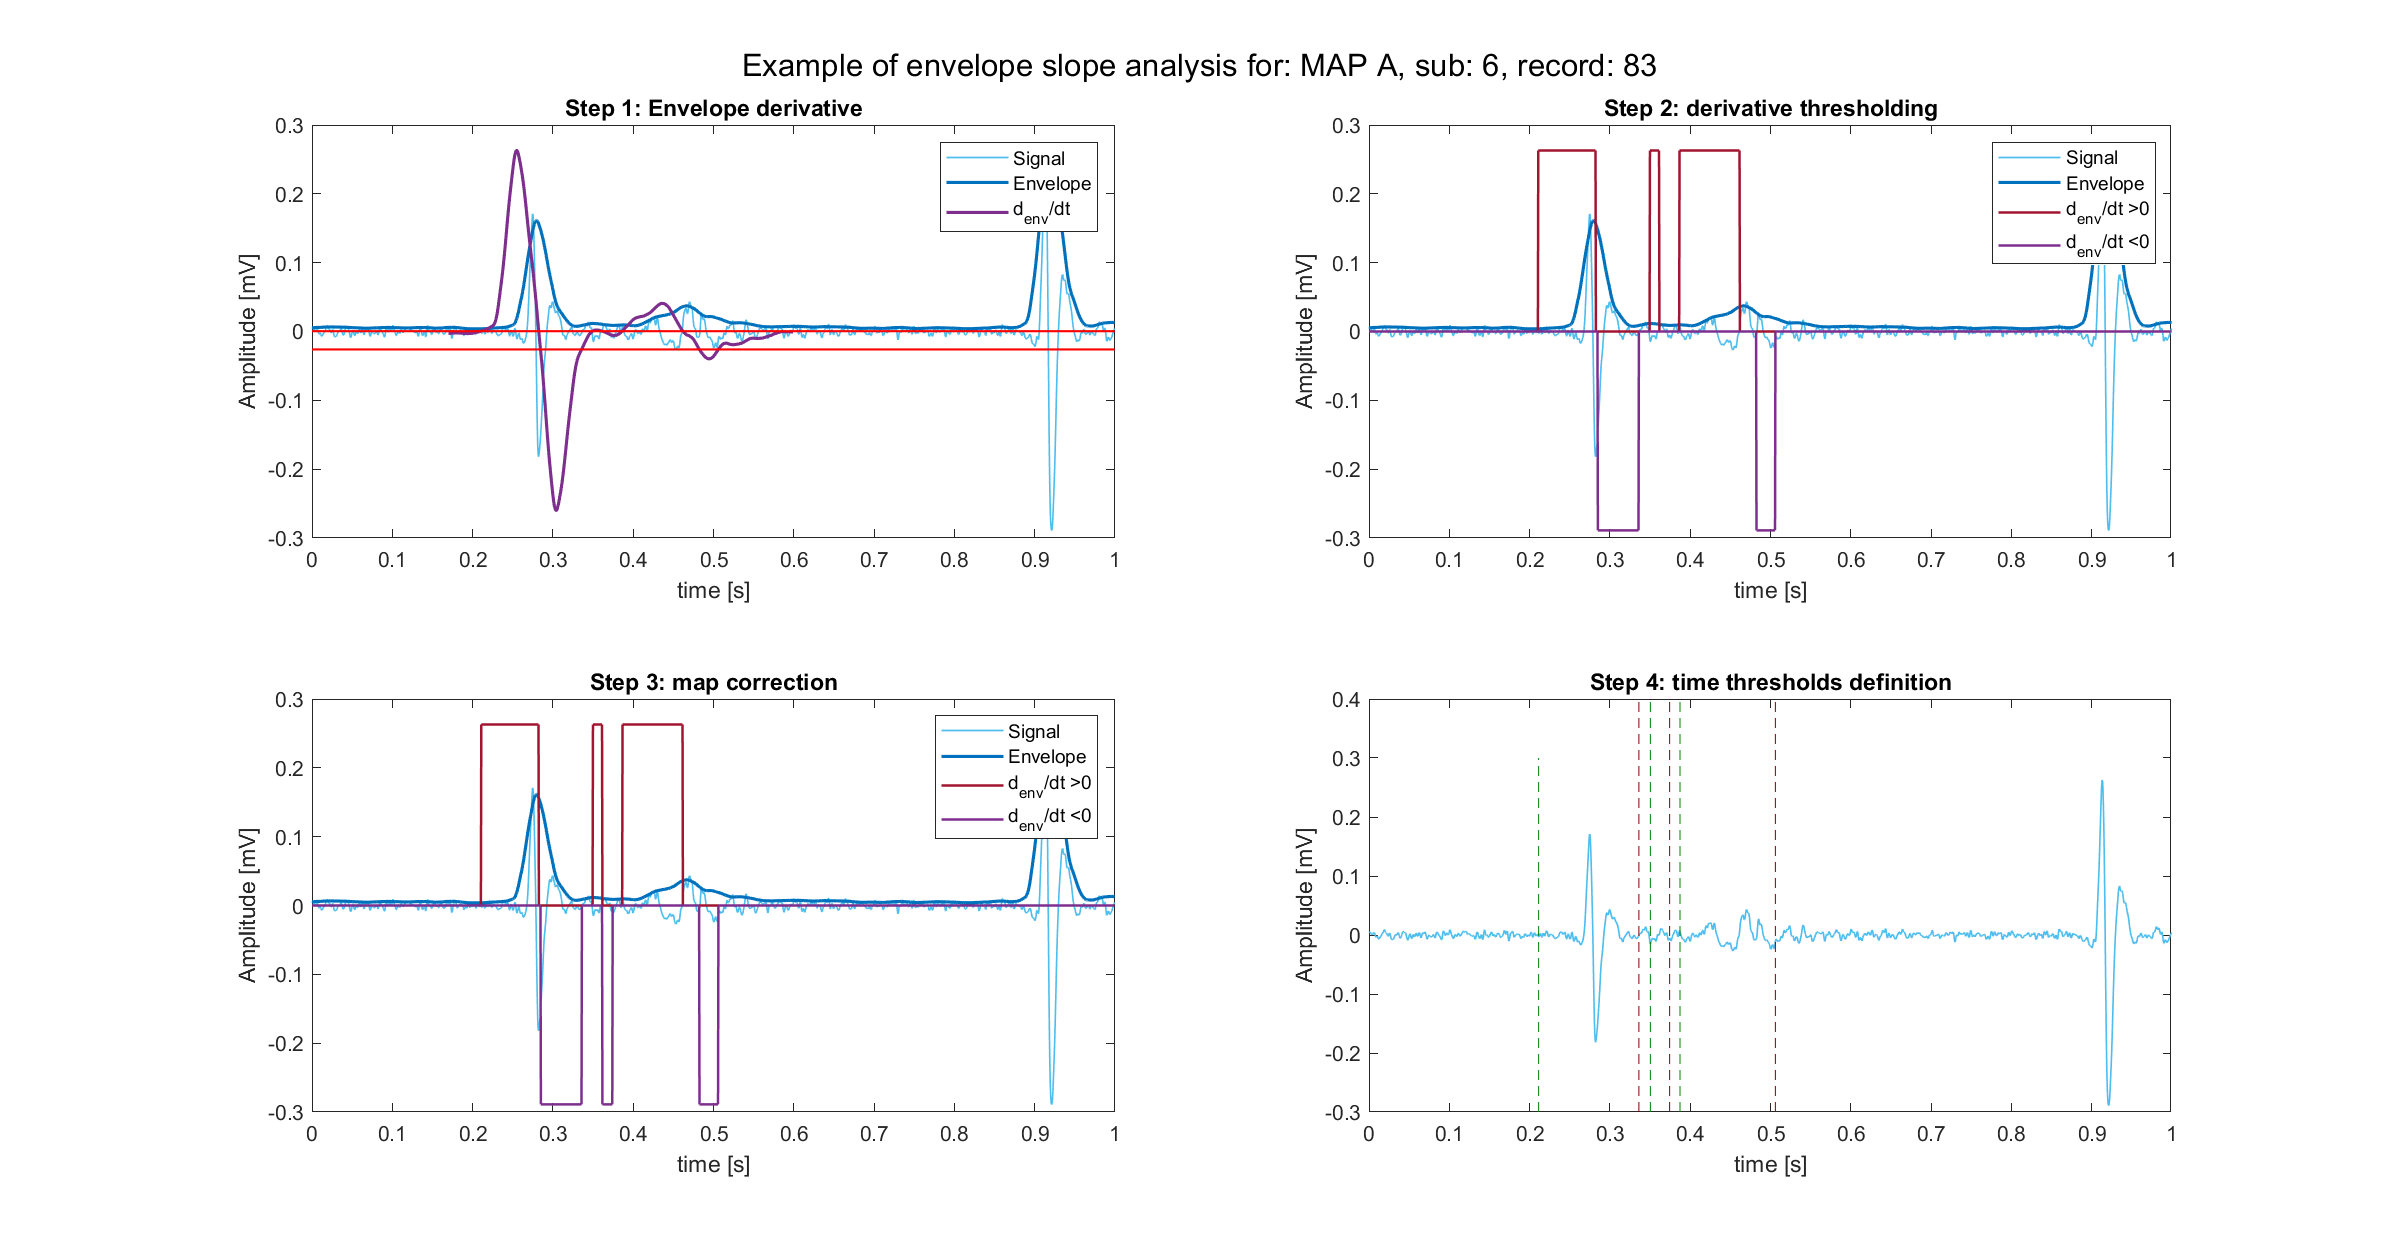 Example of envelope slope analysis for: MAP A, sub: 6, record: 83
Step 1: Envelope derivative
0.3
0.2
0.1
0
-0.1
-0.2
-0.3
Amplitude [mV]
0 0.1 0.2 0.3 0.4 0.5 0.6 0.7 0.8 0.9 1
time [s]
Signal
Envelope
d_env/dt
Step 2: derivative thresholding
0.3
0.2
0.1
0
-0.1
-0.2
-0.3
Amplitude [mV]
0 0.1 0.2 0.3 0.4 0.5 0.6 0.7 0.8 0.9 1
time [s]
Signal
Envelope
d_env/dt >0
d_env/dt <0
Step 3: map correction
0.3
0.2
0.1
0
-0.1
-0.2
-0.3
Amplitude [mV]
0 0.1 0.2 0.3 0.4 0.5 0.6 0.7 0.8 0.9 1
time [s]
Signal
Envelope
d_env/dt >0
d_env/dt <0
Step 4: time thresholds definition
0.4
0.3
0.2
0.1
0
-0.1
-0.2
-0.3
Amplitude [mV]
0 0.1 0.2 0.3 0.4 0.5 0.6 0.7 0.8 0.9 1
time [s]